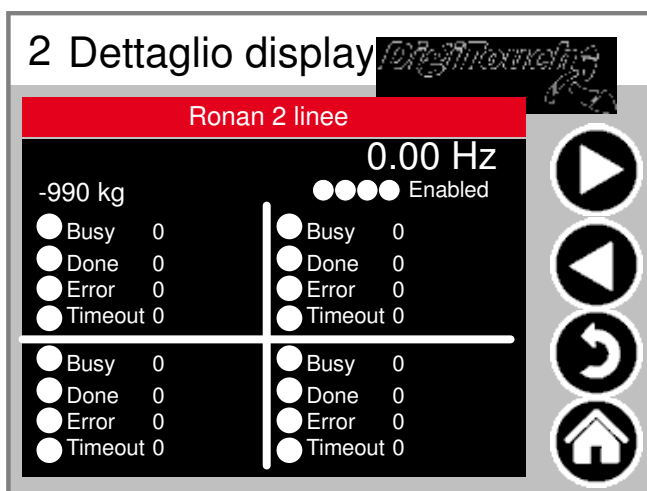 2 Dettaglio display
DigiTouch
Ronan 2 linee
0.00 Hz
-990 kg
Enabled
Busy 0 Busy 0
Done 0 Done 0
Error 0 Error 0
Timeout 0 Timeout 0
Busy 0 Busy 0
Done 0 Done 0
Error 0 Error 0
Timeout 0 Timeout 0